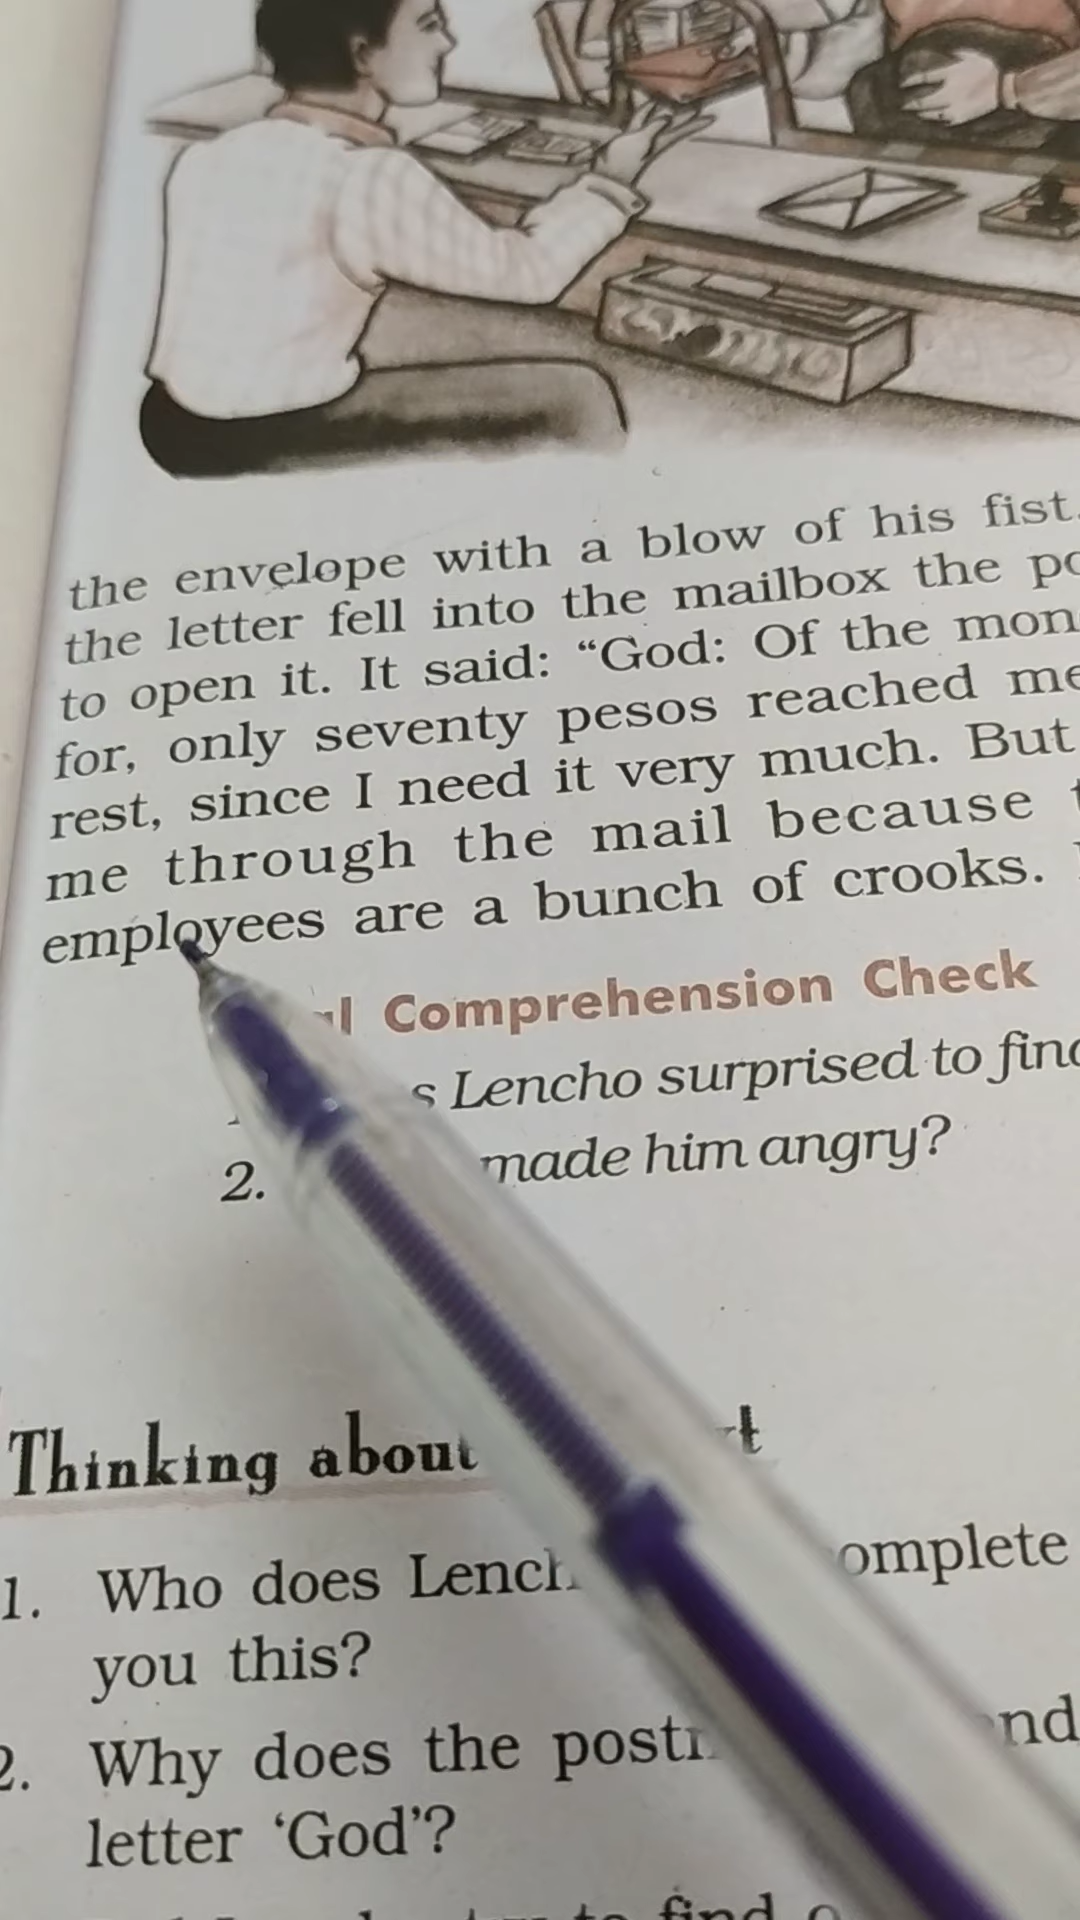 the envelope with a blow of his fist.
the letter fell into the mailbox the
to open it. It said: “God: Of the
for, only seventy pesos reached me
rest, since I need it very much. But
me through the mail because
employees are a bunch of crooks.
Comprehension Check
Lencho surprised to
2. made him angry?
Thinking about
1. Who does
you this?
2. Why does the
letter ‘God’?
to find